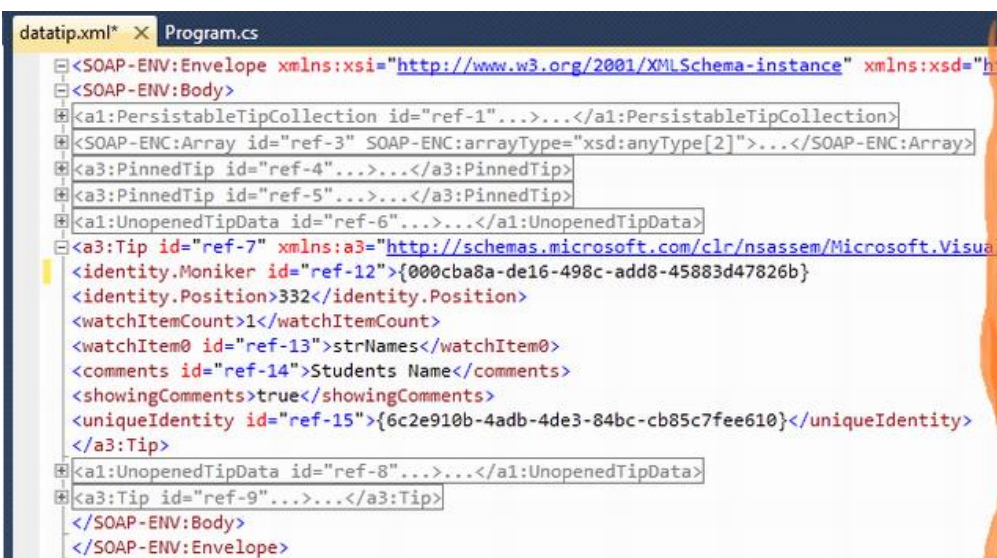 datatip.xml* Program.cs
<SOAP-ENV:Envelope xmlns:xsi="http://www.w3.org/2001/XMLSchema-instance" xmlns:xsd="h
<SOAP-ENV:Body>
<a1:PersistableTipCollection id="ref-1"...>...</a1:PersistableTipCollection>
<SOAP-ENC:Array id="ref-3" SOAP-ENC:arrayType="xsd:anyType[2]">...</SOAP-ENC:Array>
<a3:PinnedTip id="ref-4"...>...</a3:PinnedTip>
<a3:PinnedTip id="ref-5"...>...</a3:PinnedTip>
<a1:UnopenedTipData id="ref-6"...>...</a1:UnopenedTipData>
<a3:Tip id="ref-7" xmlns:a3="http://schemas.microsoft.com/clr/nsassem/Microsoft.Visua
<identity.Moniker id="ref-12">{000cba8a-de16-498c-add8-45883d47826b}
<identity.Position>332</identity.Position>
<watchItemCount>1</watchItemCount>
<watchItem0 id="ref-13">strNames</watchItem0>
<comments id="ref-14">Students Name</comments>
<showingComments>true</showingComments>
<uniqueIdentity id="ref-15">{6c2e910b-4adb-4de3-84bc-cb85c7fee610}</uniqueIdentity>
</a3:Tip>
<a1:UnopenedTipData id="ref-8"...>...</a1:UnopenedTipData>
<a3:Tip id="ref-9"...>...</a3:Tip>
</SOAP-ENV:Body>
</SOAP-ENV:Envelope>